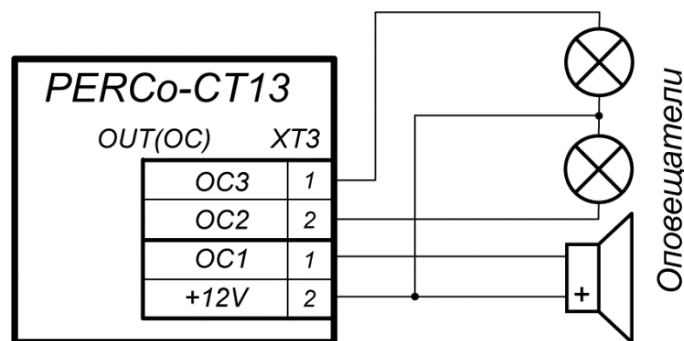 PERCo-CT13
OUT(OC) XT3
OC3 1
OC2 2
OC1 1
+12V 2
+
Оповещатели